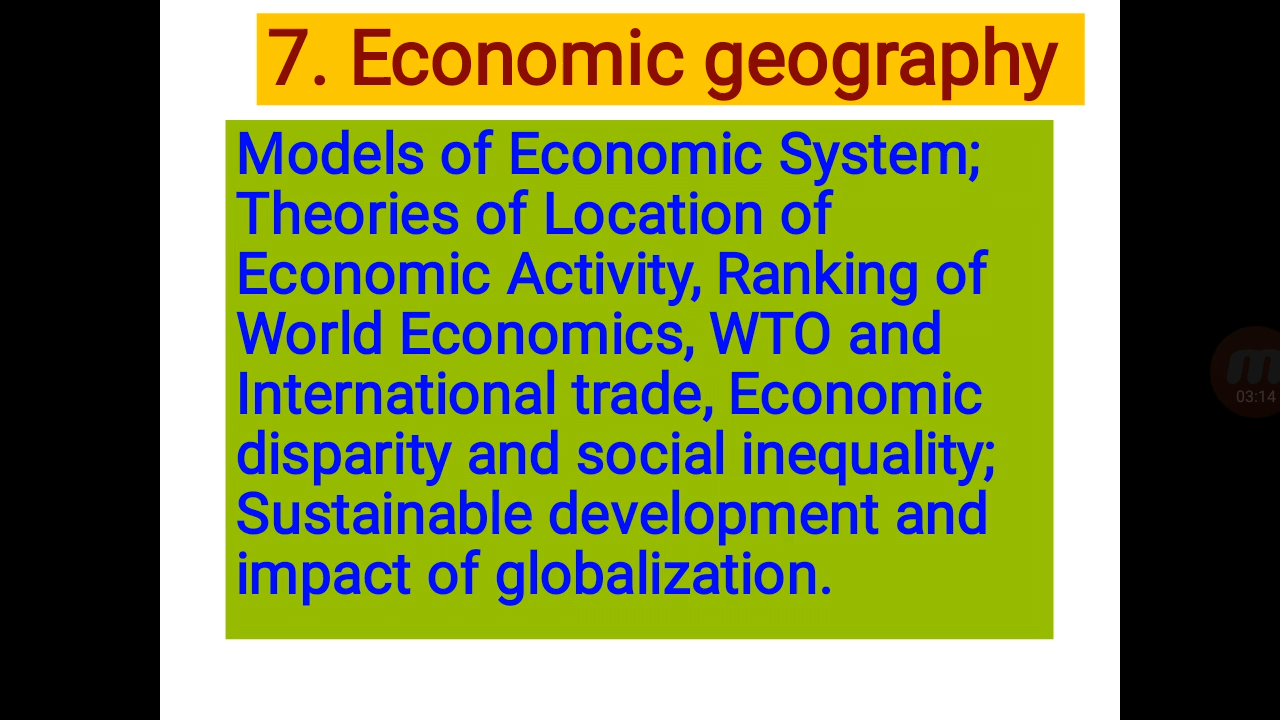 7. Economic geography
Models of Economic System;
Theories of Location of
Economic Activity, Ranking of
World Economics, WTO and
International trade, Economic
disparity and social inequality;
Sustainable development and
impact of globalization.
03:14